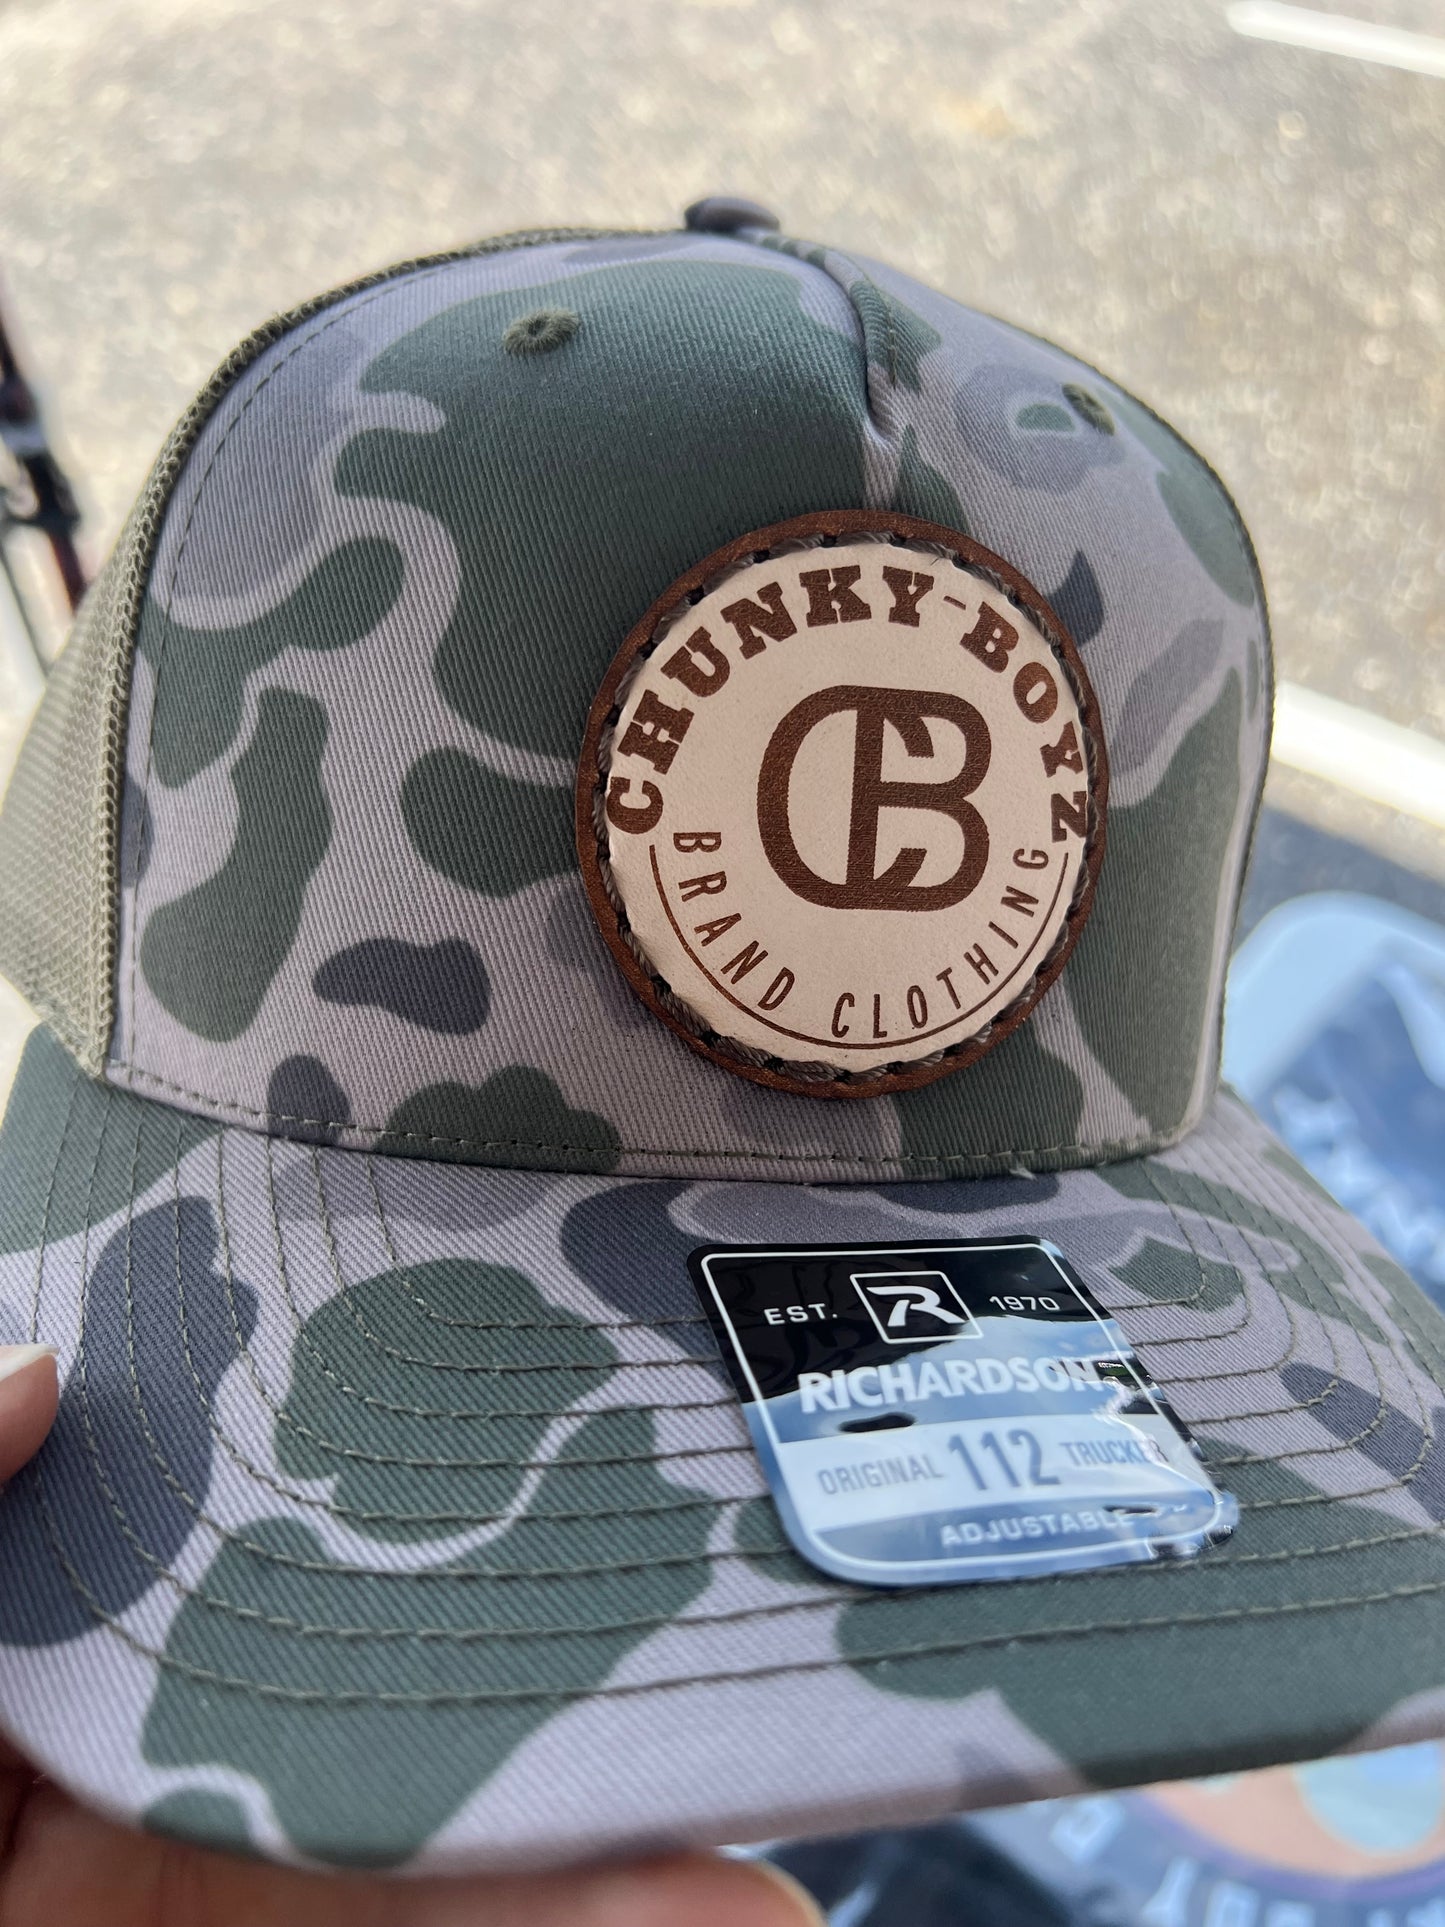 CHUNKY-BOYZ
CB
BRAND CLOTHING
EST. R 1970
RICHARDSON
ORIGINAL 112 TRUCKER
ADJUSTABLE